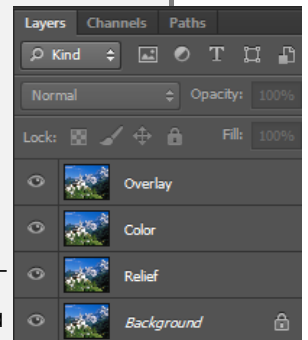 Layers Channels Paths
Kind T
Normal Opacity: 100%
Lock: Fill: 100%
Overlay
Color
Relief
Background